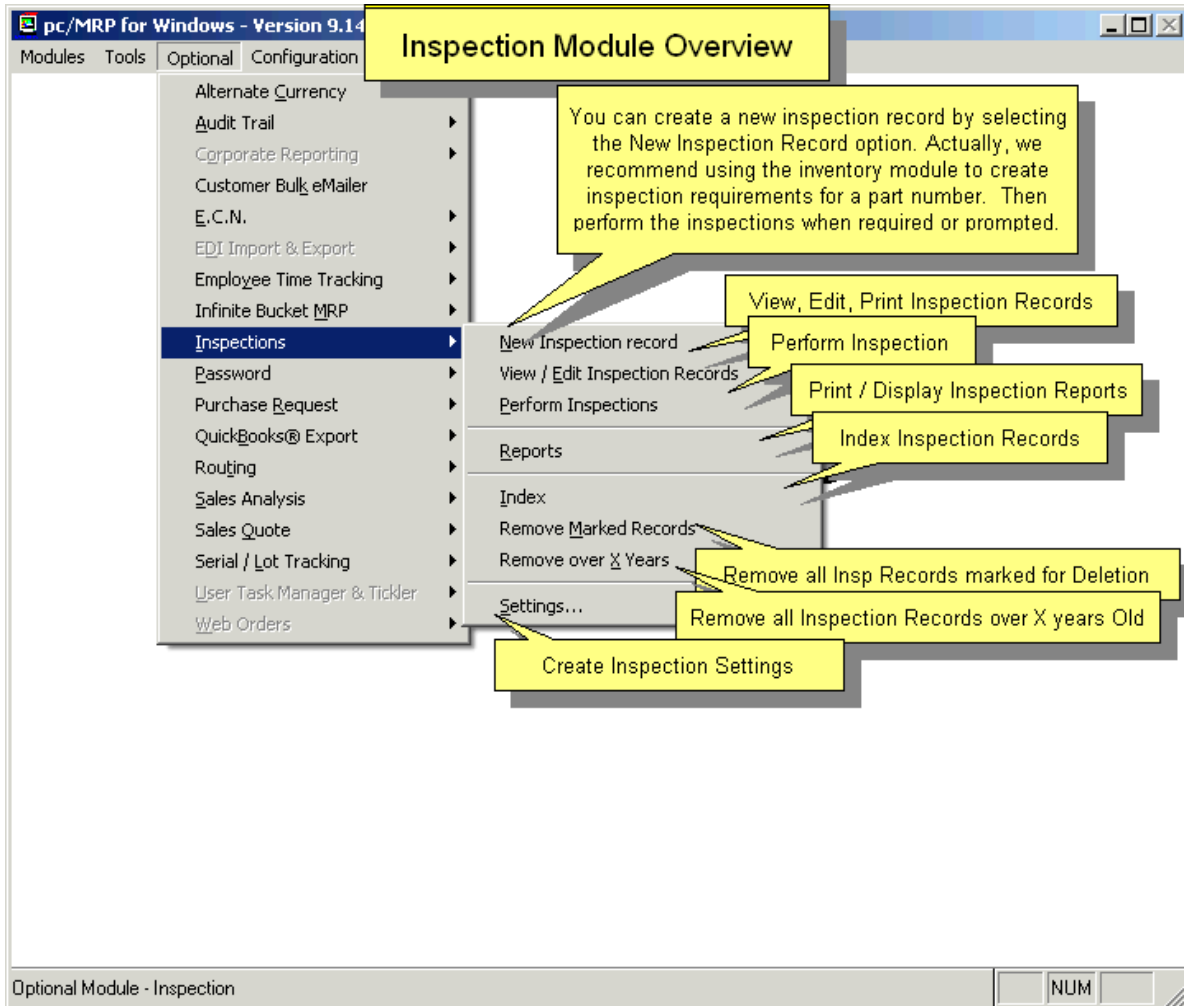 pc/MRP for Windows - Version 9.14
Inspection Module Overview
Modules Tools Optional Configuration
Alternate Currency
Audit Trail
Corporate Reporting
Customer Bulk eMailer
E.C.N.
EDI Import & Export
Employee Time Tracking
Infinite Bucket MRP
Inspections
Password
Purchase Request
QuickBooks® Export
Routing
Sales Analysis
Sales Quote
Serial / Lot Tracking
User Task Manager & Tickler
Web Orders
You can create a new inspection record by selecting
the New Inspection Record option. Actually, we
recommend using the inventory module to create
inspection requirements for a part number. Then
perform the inspections when required or prompted.
New Inspection record
View / Edit Inspection Records
Perform Inspections
Reports
Index
Remove Marked Records
Remove over X Years
Settings...
View, Edit, Print Inspection Records
Perform Inspection
Print / Display Inspection Reports
Index Inspection Records
Remove all Insp Records marked for Deletion
Remove all Inspection Records over X years Old
Create Inspection Settings
Optional Module - Inspection
NUM